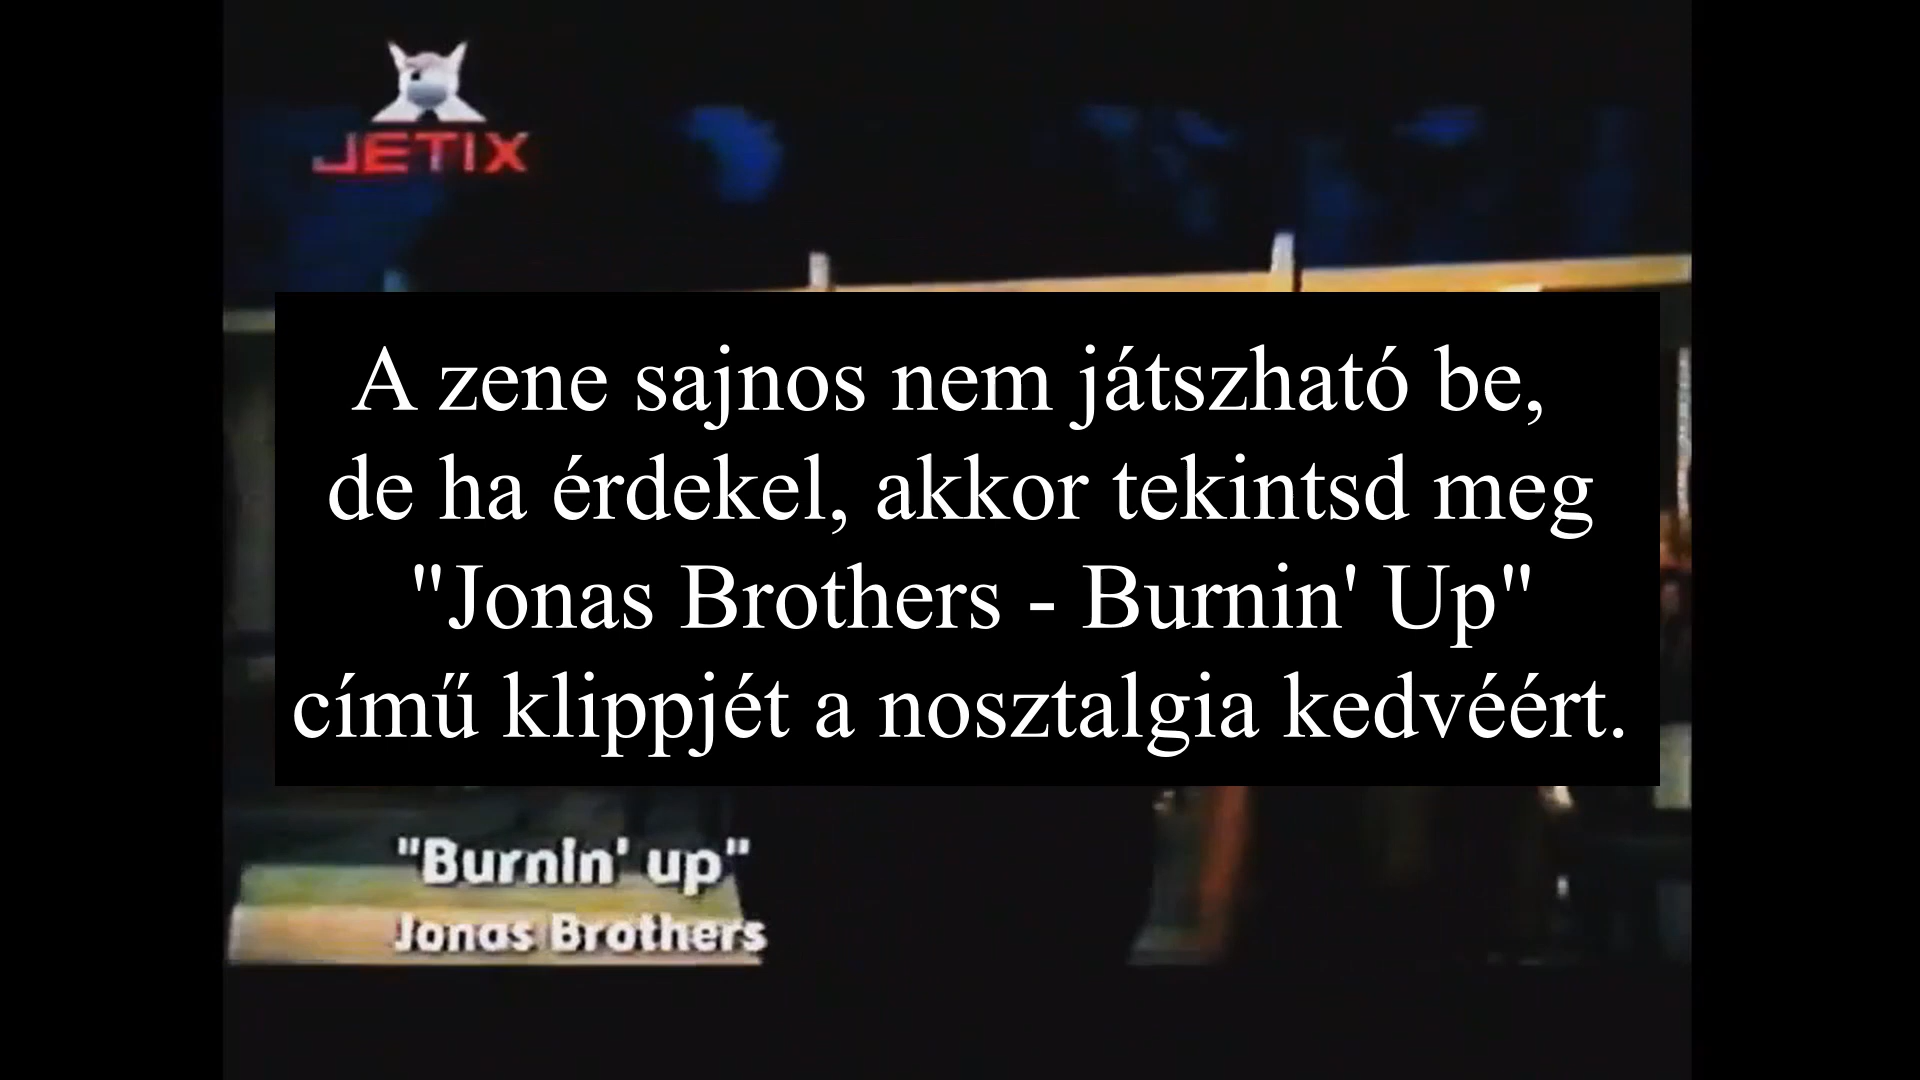 JETIX
A zene sajnos nem játszható be,
de ha érdekel, akkor tekintsd meg
"Jonas Brothers - Burnin' Up"
című klippjét a nosztalgia kedvéért.
"Burnin' up"
Jonas Brothers